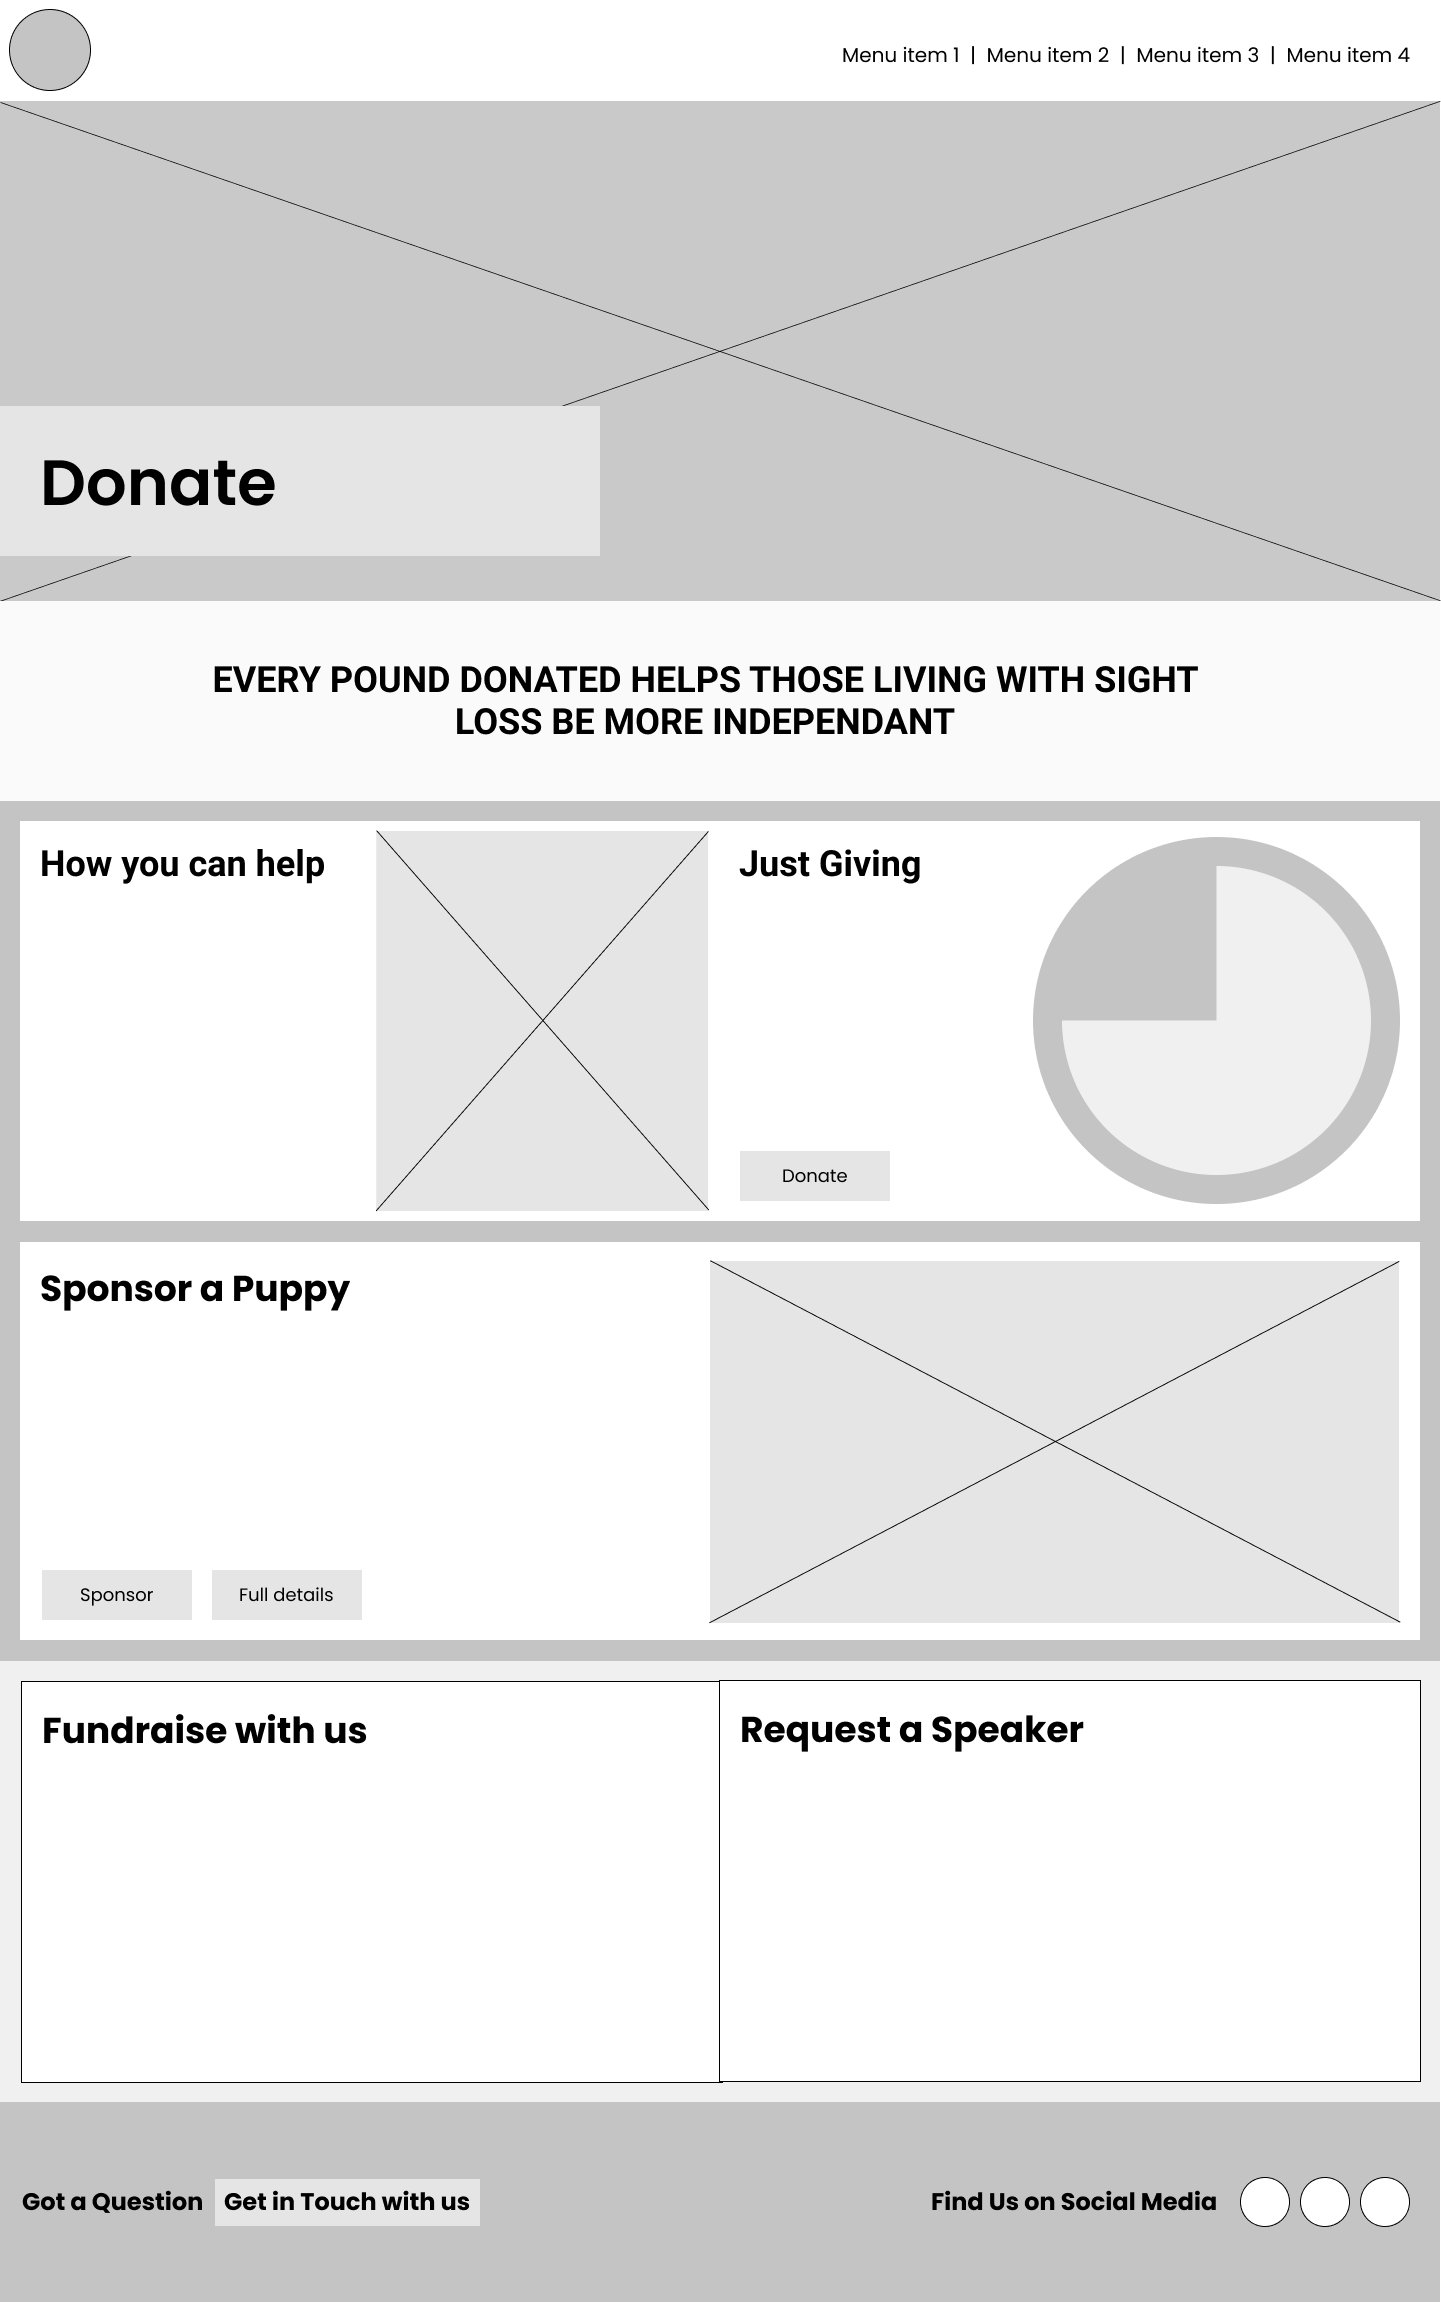 Menu item 1 | Menu item 2 | Menu item 3 | Menu item 4
Donate
EVERY POUND DONATED HELPS THOSE LIVING WITH SIGHT
LOSS BE MORE INDEPENDANT
How you can help
Just Giving
Donate
Sponsor a Puppy
Sponsor
Full details
Fundraise with us
Request a Speaker
Got a Question
Get in Touch with us
Find Us on Social Media